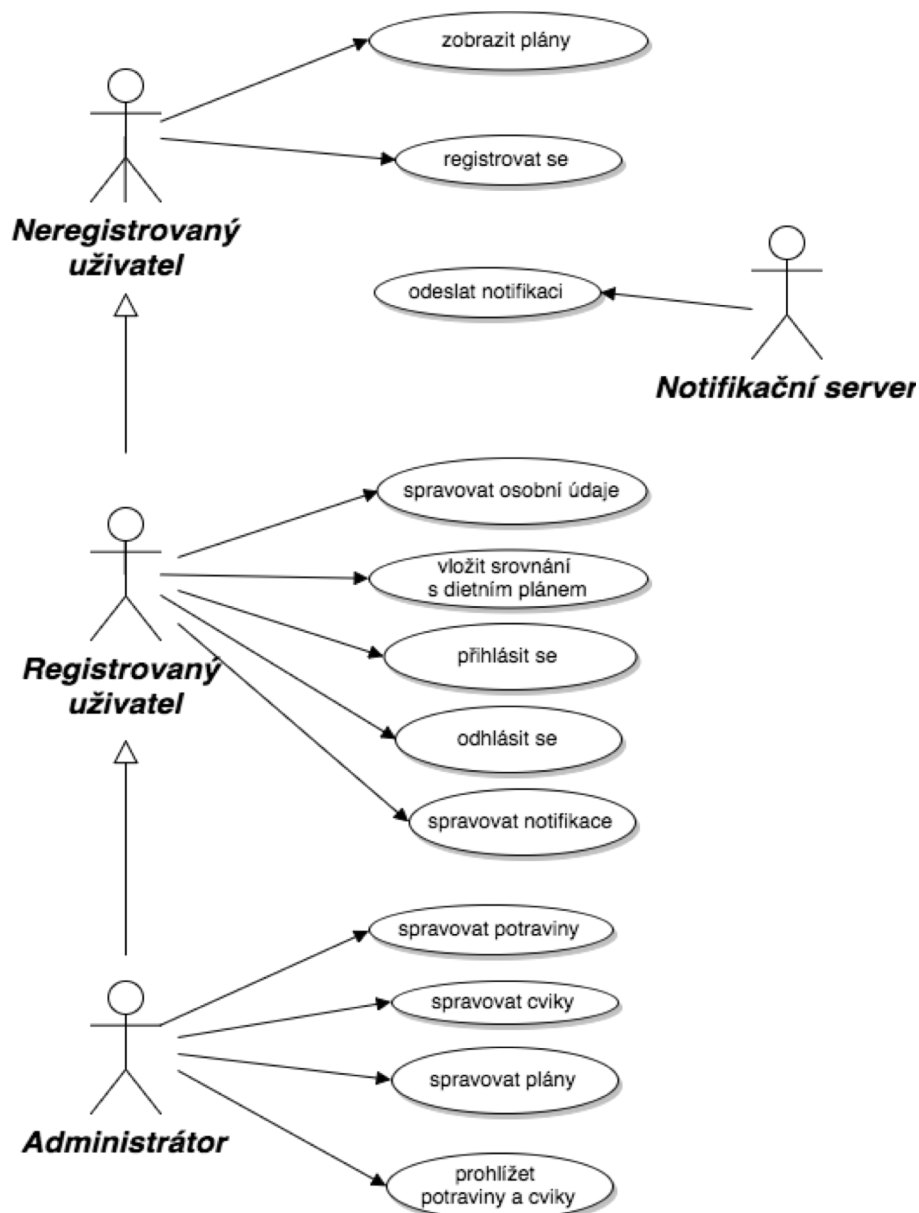 zobrazit plány
registrovat se
Neregistrovaný
uživatel
odeslat notifikaci
Notifikační server
spravovat osobní údaje
vložit srovnání
s dietním plánem
přihlásit se
Registrovaný
uživatel
odhlásit se
spravovat notifikace
spravovat potraviny
spravovat cviky
spravovat plány
Administrátor
prohlížet
potraviny a cviky